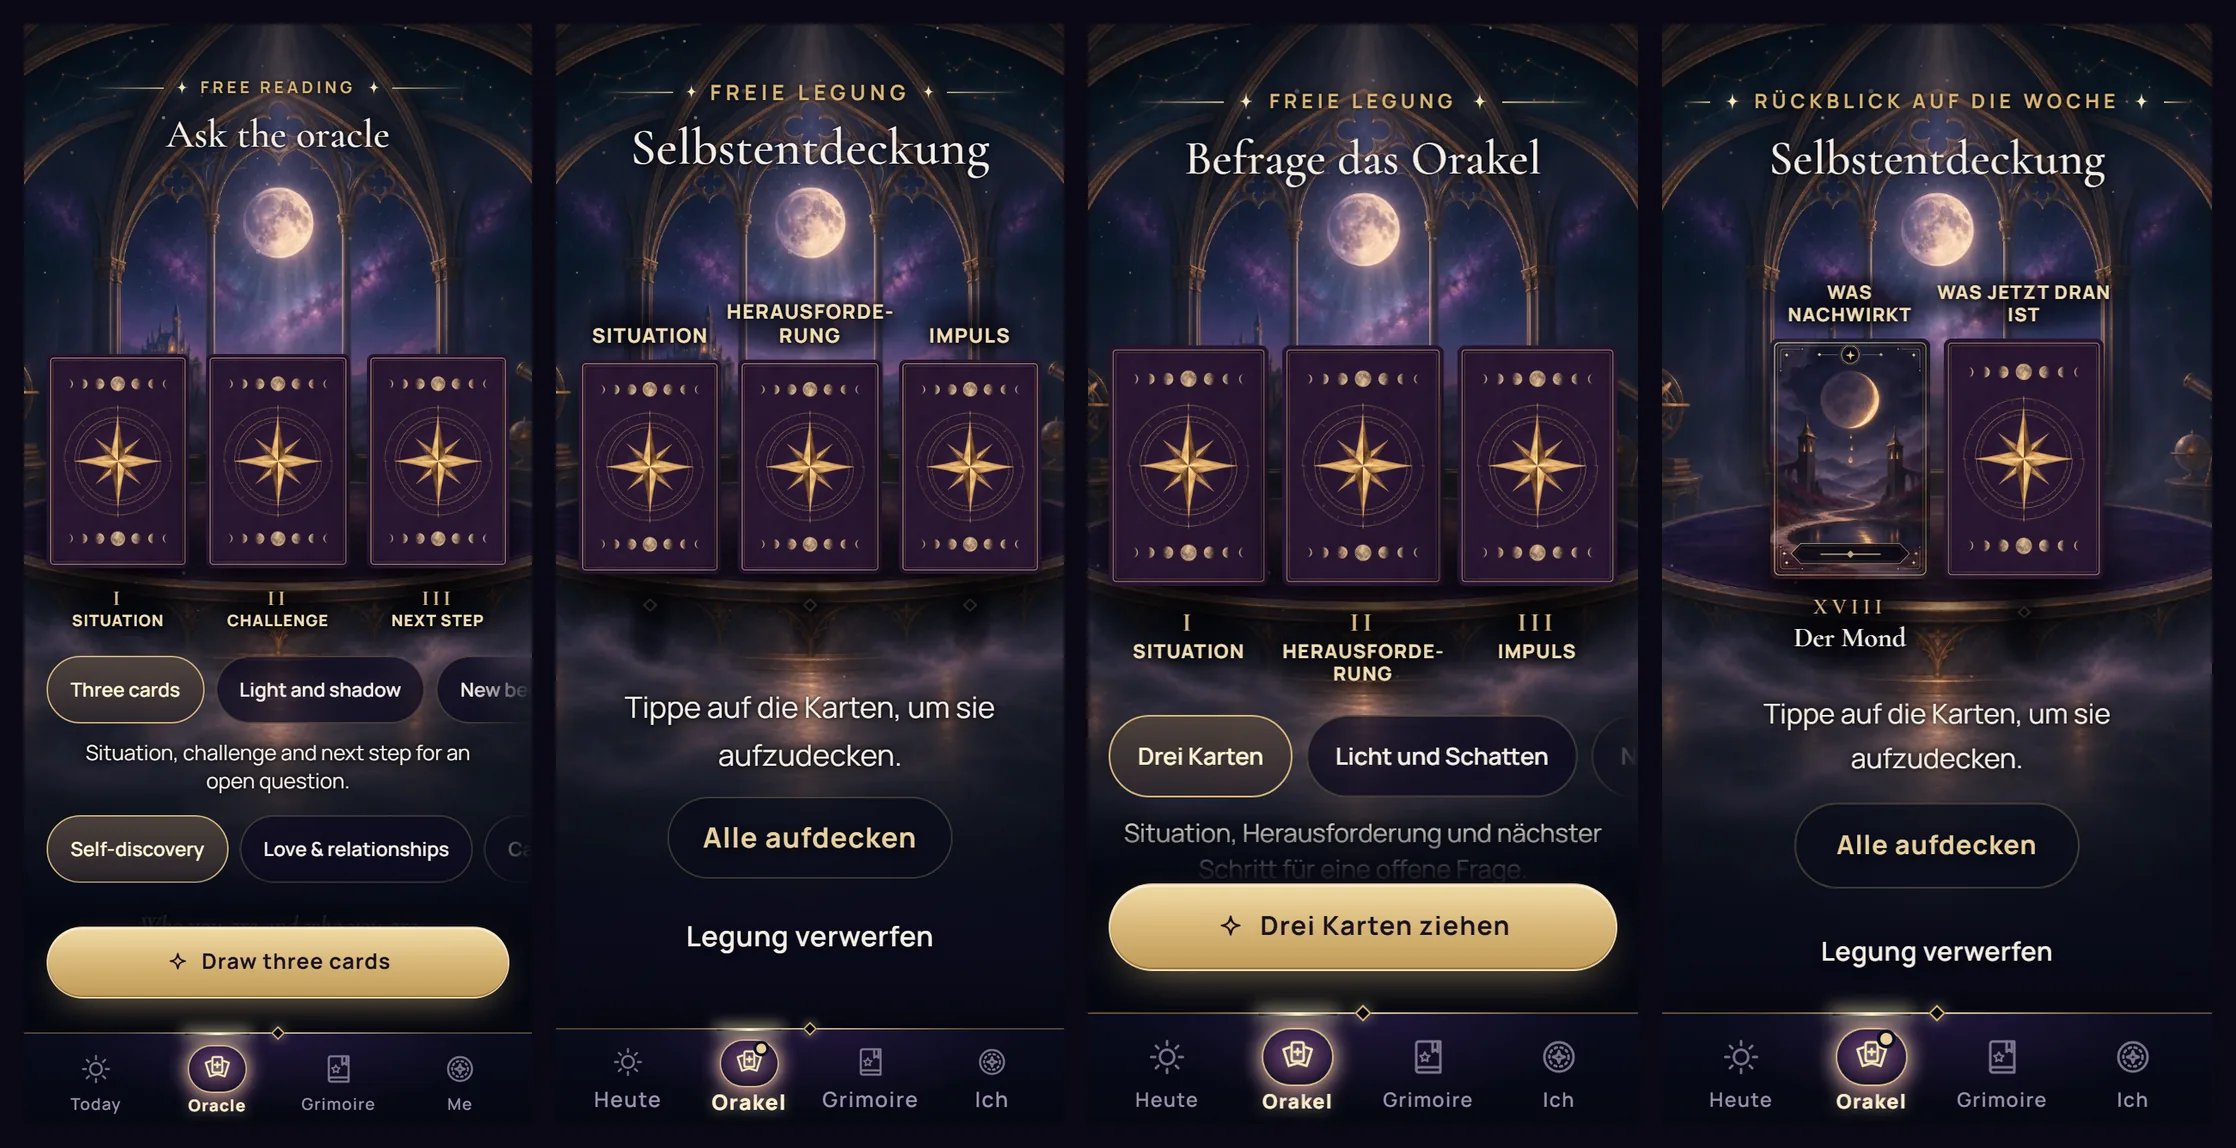 FREE READING
Ask the oracle
I
II
III
SITUATION
CHALLENGE
NEXT STEP
Three cards
Light and shadow
New be
Situation, challenge and next step for an
open question.
Self-discovery
Love & relationships
Ca
Draw three cards
Today
Oracle
Grimoire
Me
FREIE LEGUNG
Selbstentdeckung
SITUATION
HERAUSFORDE-
RUNG
IMPULS
Tippe auf die Karten, um sie
aufzudecken.
Alle aufdecken
Legung verwerfen
Heute
Orakel
Grimoire
Ich
FREIE LEGUNG
Befrage das Orakel
I
II
III
SITUATION
HERAUSFORDE-
RUNG
IMPULS
Drei Karten
Licht und Schatten
N
Situation, Herausforderung und nächster
Schritt für eine offene Frage.
Drei Karten ziehen
Heute
Orakel
Grimoire
Ich
RÜCKBLICK AUF DIE WOCHE
Selbstentdeckung
WAS
NACHWIRKT
WAS JETZT DRAN
IST
XVIII
Der Mond
Tippe auf die Karten, um sie
aufzudecken.
Alle aufdecken
Legung verwerfen
Heute
Orakel
Grimoire
Ich